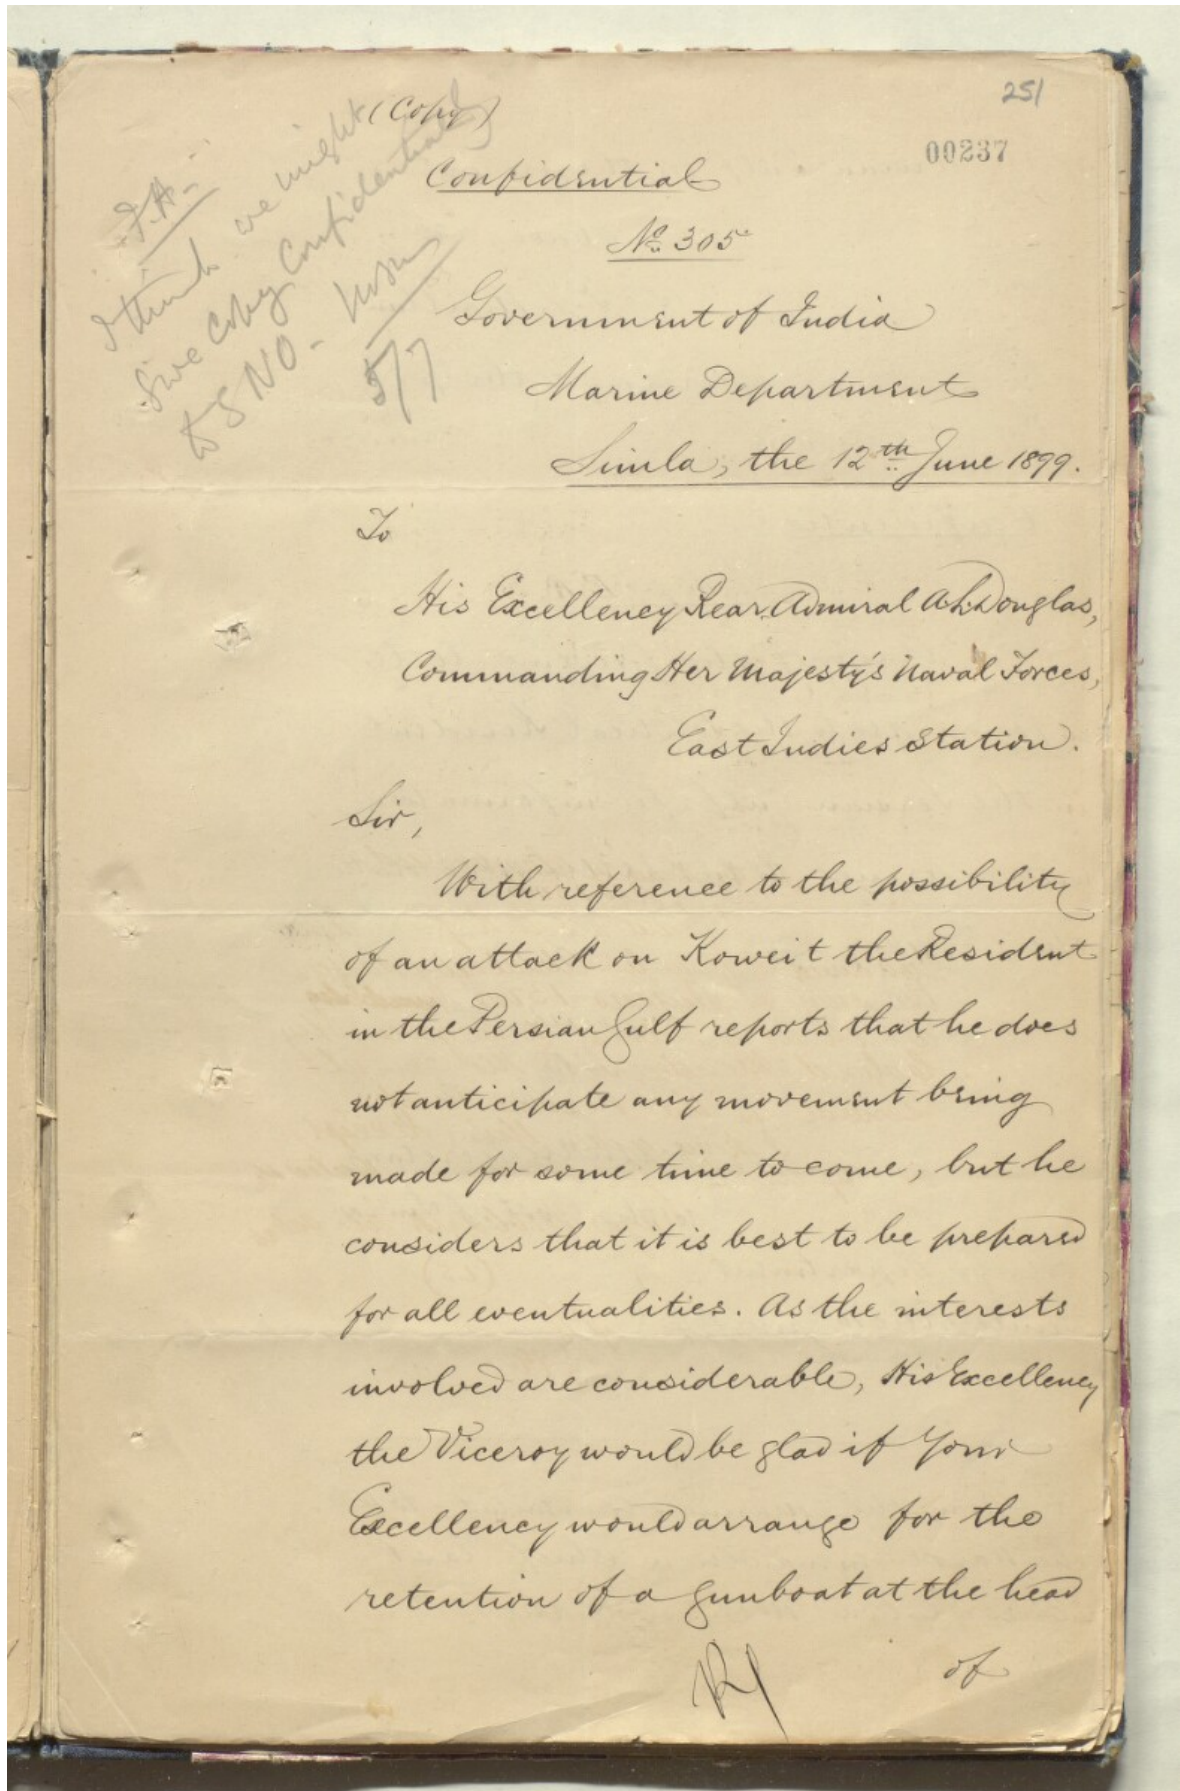 251
(Copy)
00237
Confidential
No. 305
F.A.-
I think we might
give copy confidentially
to SNO-
5/7
Government of India
Marine Department
Simla, the 12th June 1899.
To
His Excellency Rear Admiral A.L. Douglas,
Commanding Her Majesty's Naval Forces,
East Indies Station.
Sir,
With reference to the possibility
of an attack on Koweit the Resident
in the Persian Gulf reports that he does
not anticipate any movement being
made for some time to come, but he
considers that it is best to be prepared
for all eventualities. As the interests
involved are considerable, His Excellency
the Viceroy would be glad if Your
Excellency would arrange for the
retention of a gunboat at the head
of